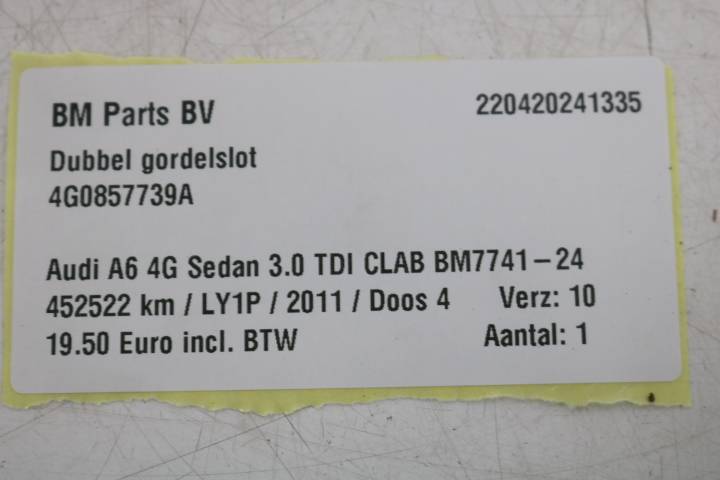 BM Parts BV 220420241335
Dubbel gordelslot
4G0857739A
Audi A6 4G Sedan 3.0 TDI CLAB BM7741-24
452522 km / LY1P / 2011 / Doos 4 Verz: 10
19.50 Euro incl. BTW Aantal: 1